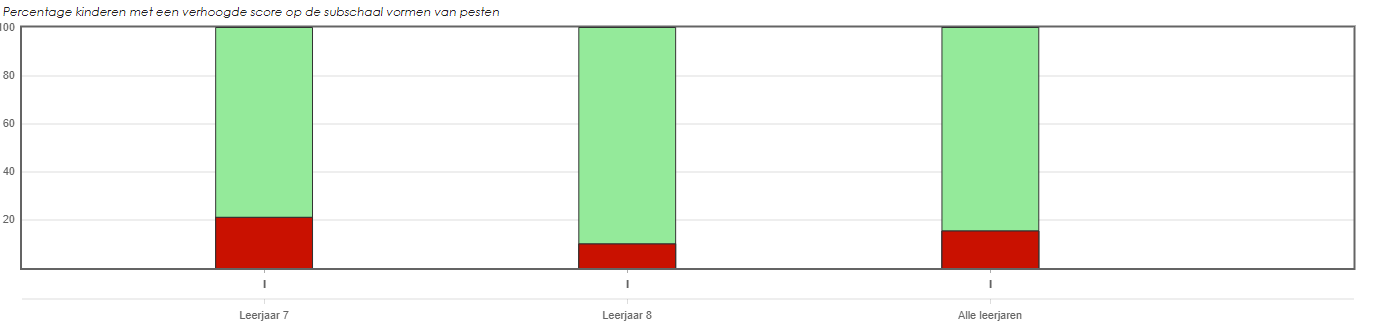 Percentage kinderen met een verhoogde score op de subschaal vormen van pesten
100
80
60
40
20
I I I
Leerjaar 7 Leerjaar 8 Alle leerjaren